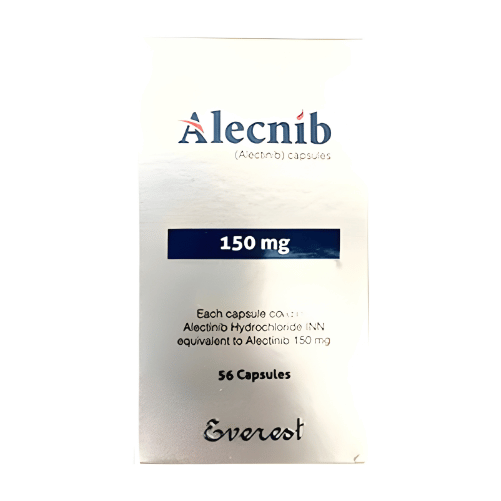 Alecnib
(Alectinib) capsules
150 mg
Each capsule
Alectinib Hydrochloride INN
equivalent to Alectinib 150 mg
56 Capsules
Everest